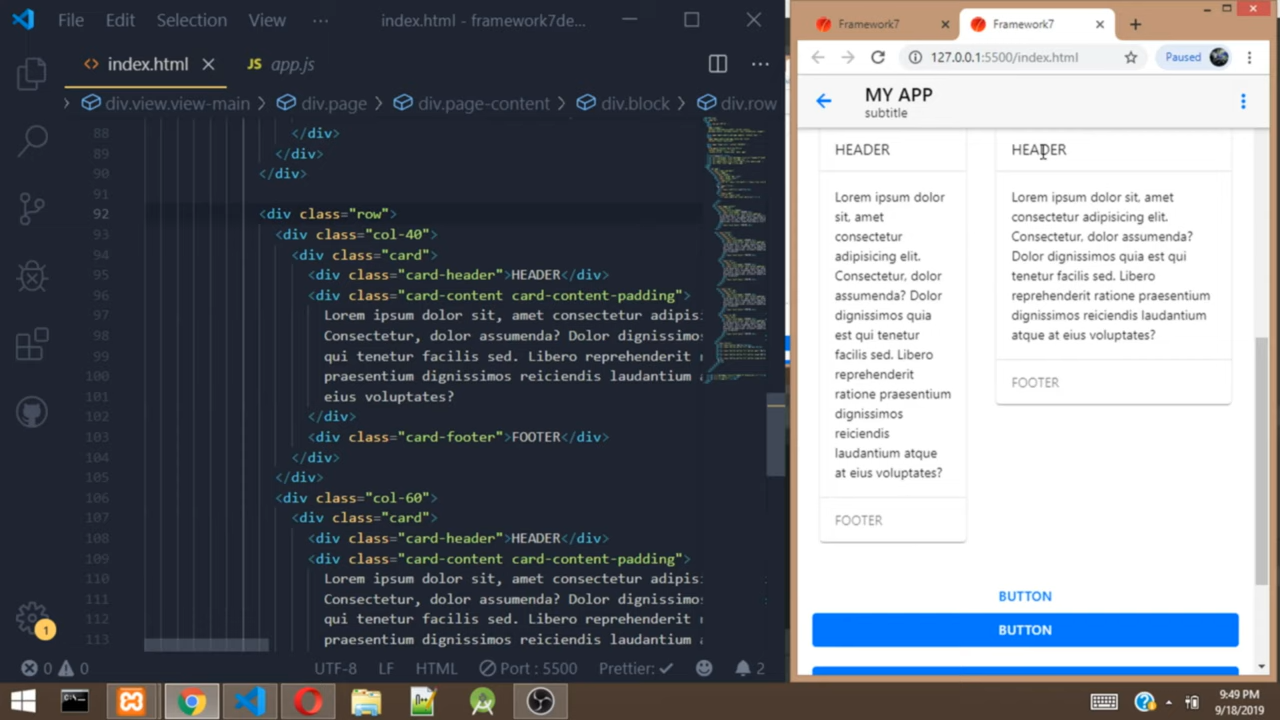 File Edit Selection View ··· index.html - framework7de...
<> index.html JS app.js
div.view.view-main > div.page > div.page-content > div.block > div.row
88 </div>
89 </div>
90 </div>
91
92 <div class="row">
93 <div class="col-40">
94 <div class="card">
95 <div class="card-header">HEADER</div>
96 <div class="card-content card-content-padding">
97 Lorem ipsum dolor sit, amet consectetur adipis
98 Consectetur, dolor assumenda? Dolor dignissimo
99 qui tenetur facilis sed. Libero reprehenderit
100 praesentium dignissimos reiciendis laudantium
101 eius voluptates?
102 </div>
103 <div class="card-footer">FOOTER</div>
104 </div>
105 </div>
106 <div class="col-60">
107 <div class="card">
108 <div class="card-header">HEADER</div>
109 <div class="card-content card-content-padding">
110 Lorem ipsum dolor sit, amet consectetur adipis
111 Consectetur, dolor assumenda? Dolor dignissimo
112 qui tenetur facilis sed. Libero reprehenderit
113 praesentium dignissimos reiciendis laudantium
1
0 0 UTF-8 LF HTML Port : 5500 Prettier: ✓ 2
Framework7 Framework7
127.0.0.1:5500/index.html Paused
MY APP
subtitle
HEADER
Lorem ipsum dolor
sit, amet
consectetur
adipisicing elit.
Consectetur, dolor
assumenda? Dolor
dignissimos quia
est qui tenetur
facilis sed. Libero
reprehenderit
ratione praesentium
dignissimos
reiciendis
laudantium atque
at eius voluptates?
FOOTER
HEADER
Lorem ipsum dolor sit, amet
consectetur adipisicing elit.
Consectetur, dolor assumenda?
Dolor dignissimos quia est qui
tenetur facilis sed. Libero
reprehenderit ratione praesentium
dignissimos reiciendis laudantium
atque at eius voluptates?
FOOTER
BUTTON
BUTTON
9:49 PM
9/18/2019